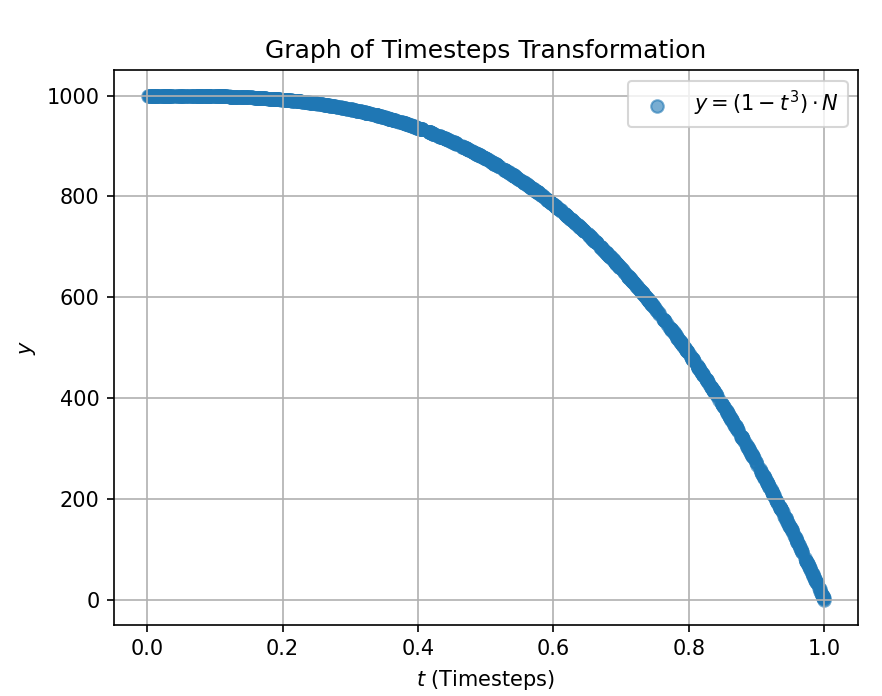 Graph of Timesteps Transformation
y = (1 − t³) · N
1000
800
600
400
200
0
y
0.0 0.2 0.4 0.6 0.8 1.0
t (Timesteps)